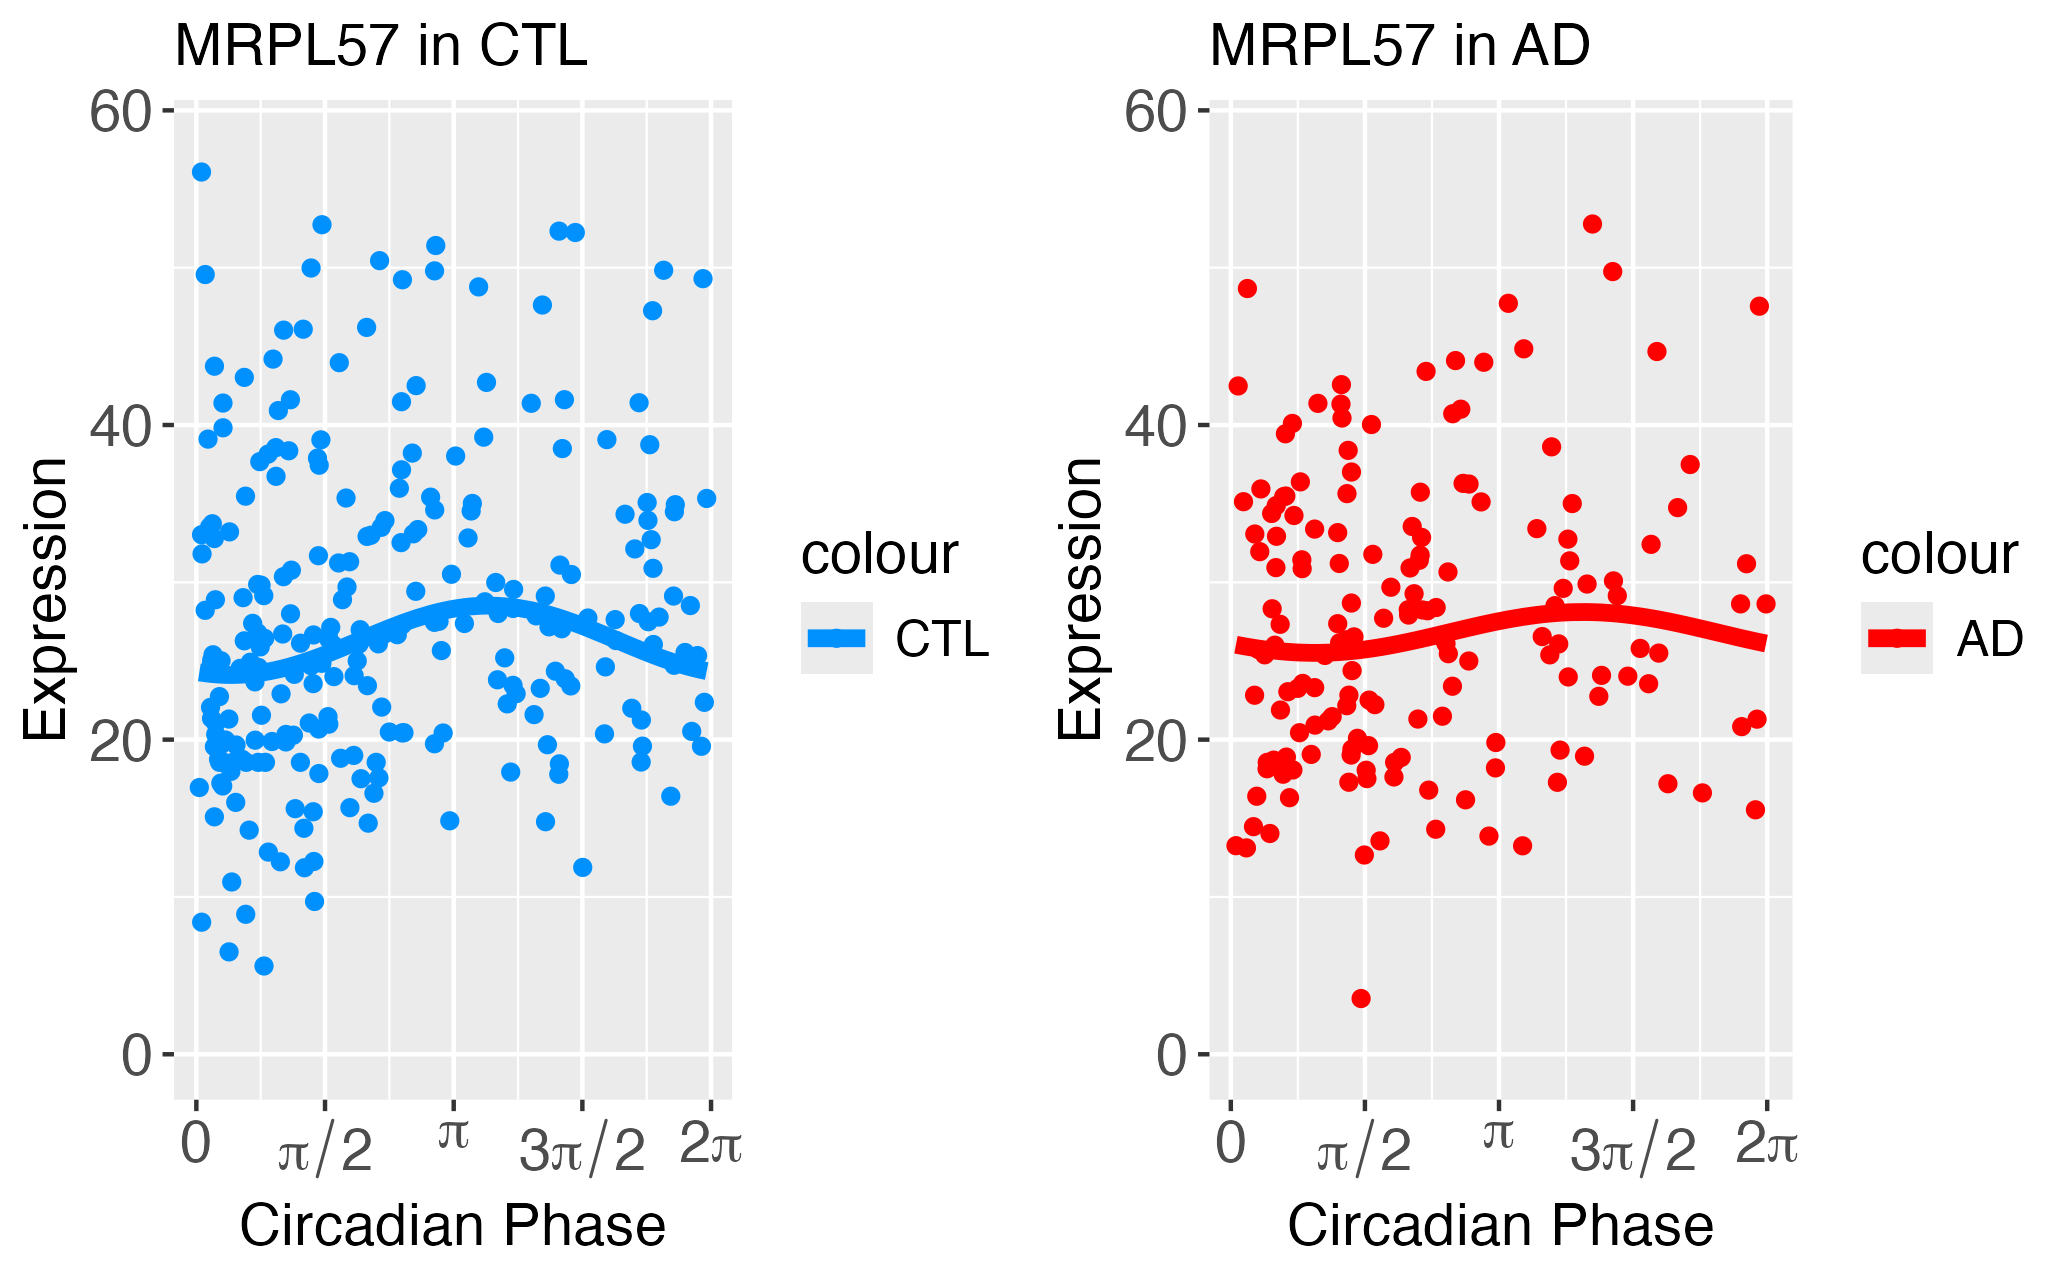 MRPL57 in CTL
60
40
20
0
Expression
0
π/2
π
3π/2
2π
Circadian Phase
colour
CTL
MRPL57 in AD
60
40
20
0
Expression
0
π/2
π
3π/2
2π
Circadian Phase
colour
AD